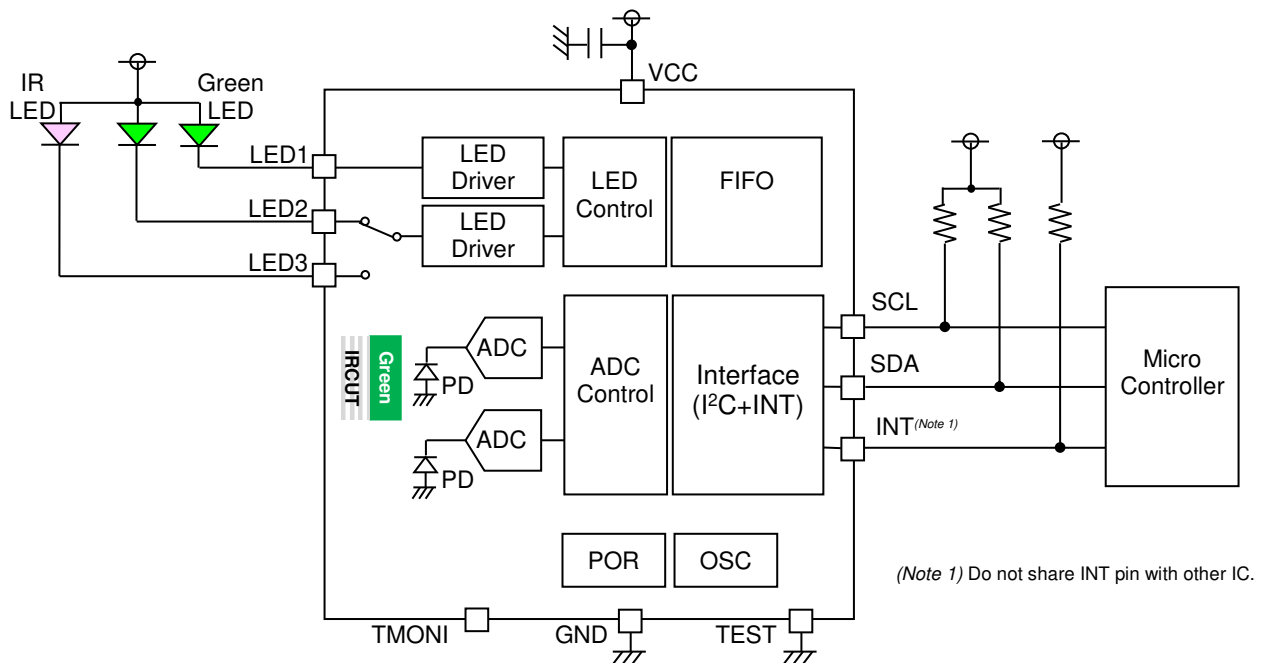 VCC
IR
LED
Green
LED
LED1
LED2
LED3
LED
Driver
LED
Driver
LED
Control
FIFO
IRCUT
Green
ADC
PD
ADC
PD
ADC
Control
Interface
(I²C+INT)
SCL
SDA
INT(Note 1)
Micro
Controller
POR
OSC
(Note 1) Do not share INT pin with other IC.
TMONI
GND
TEST